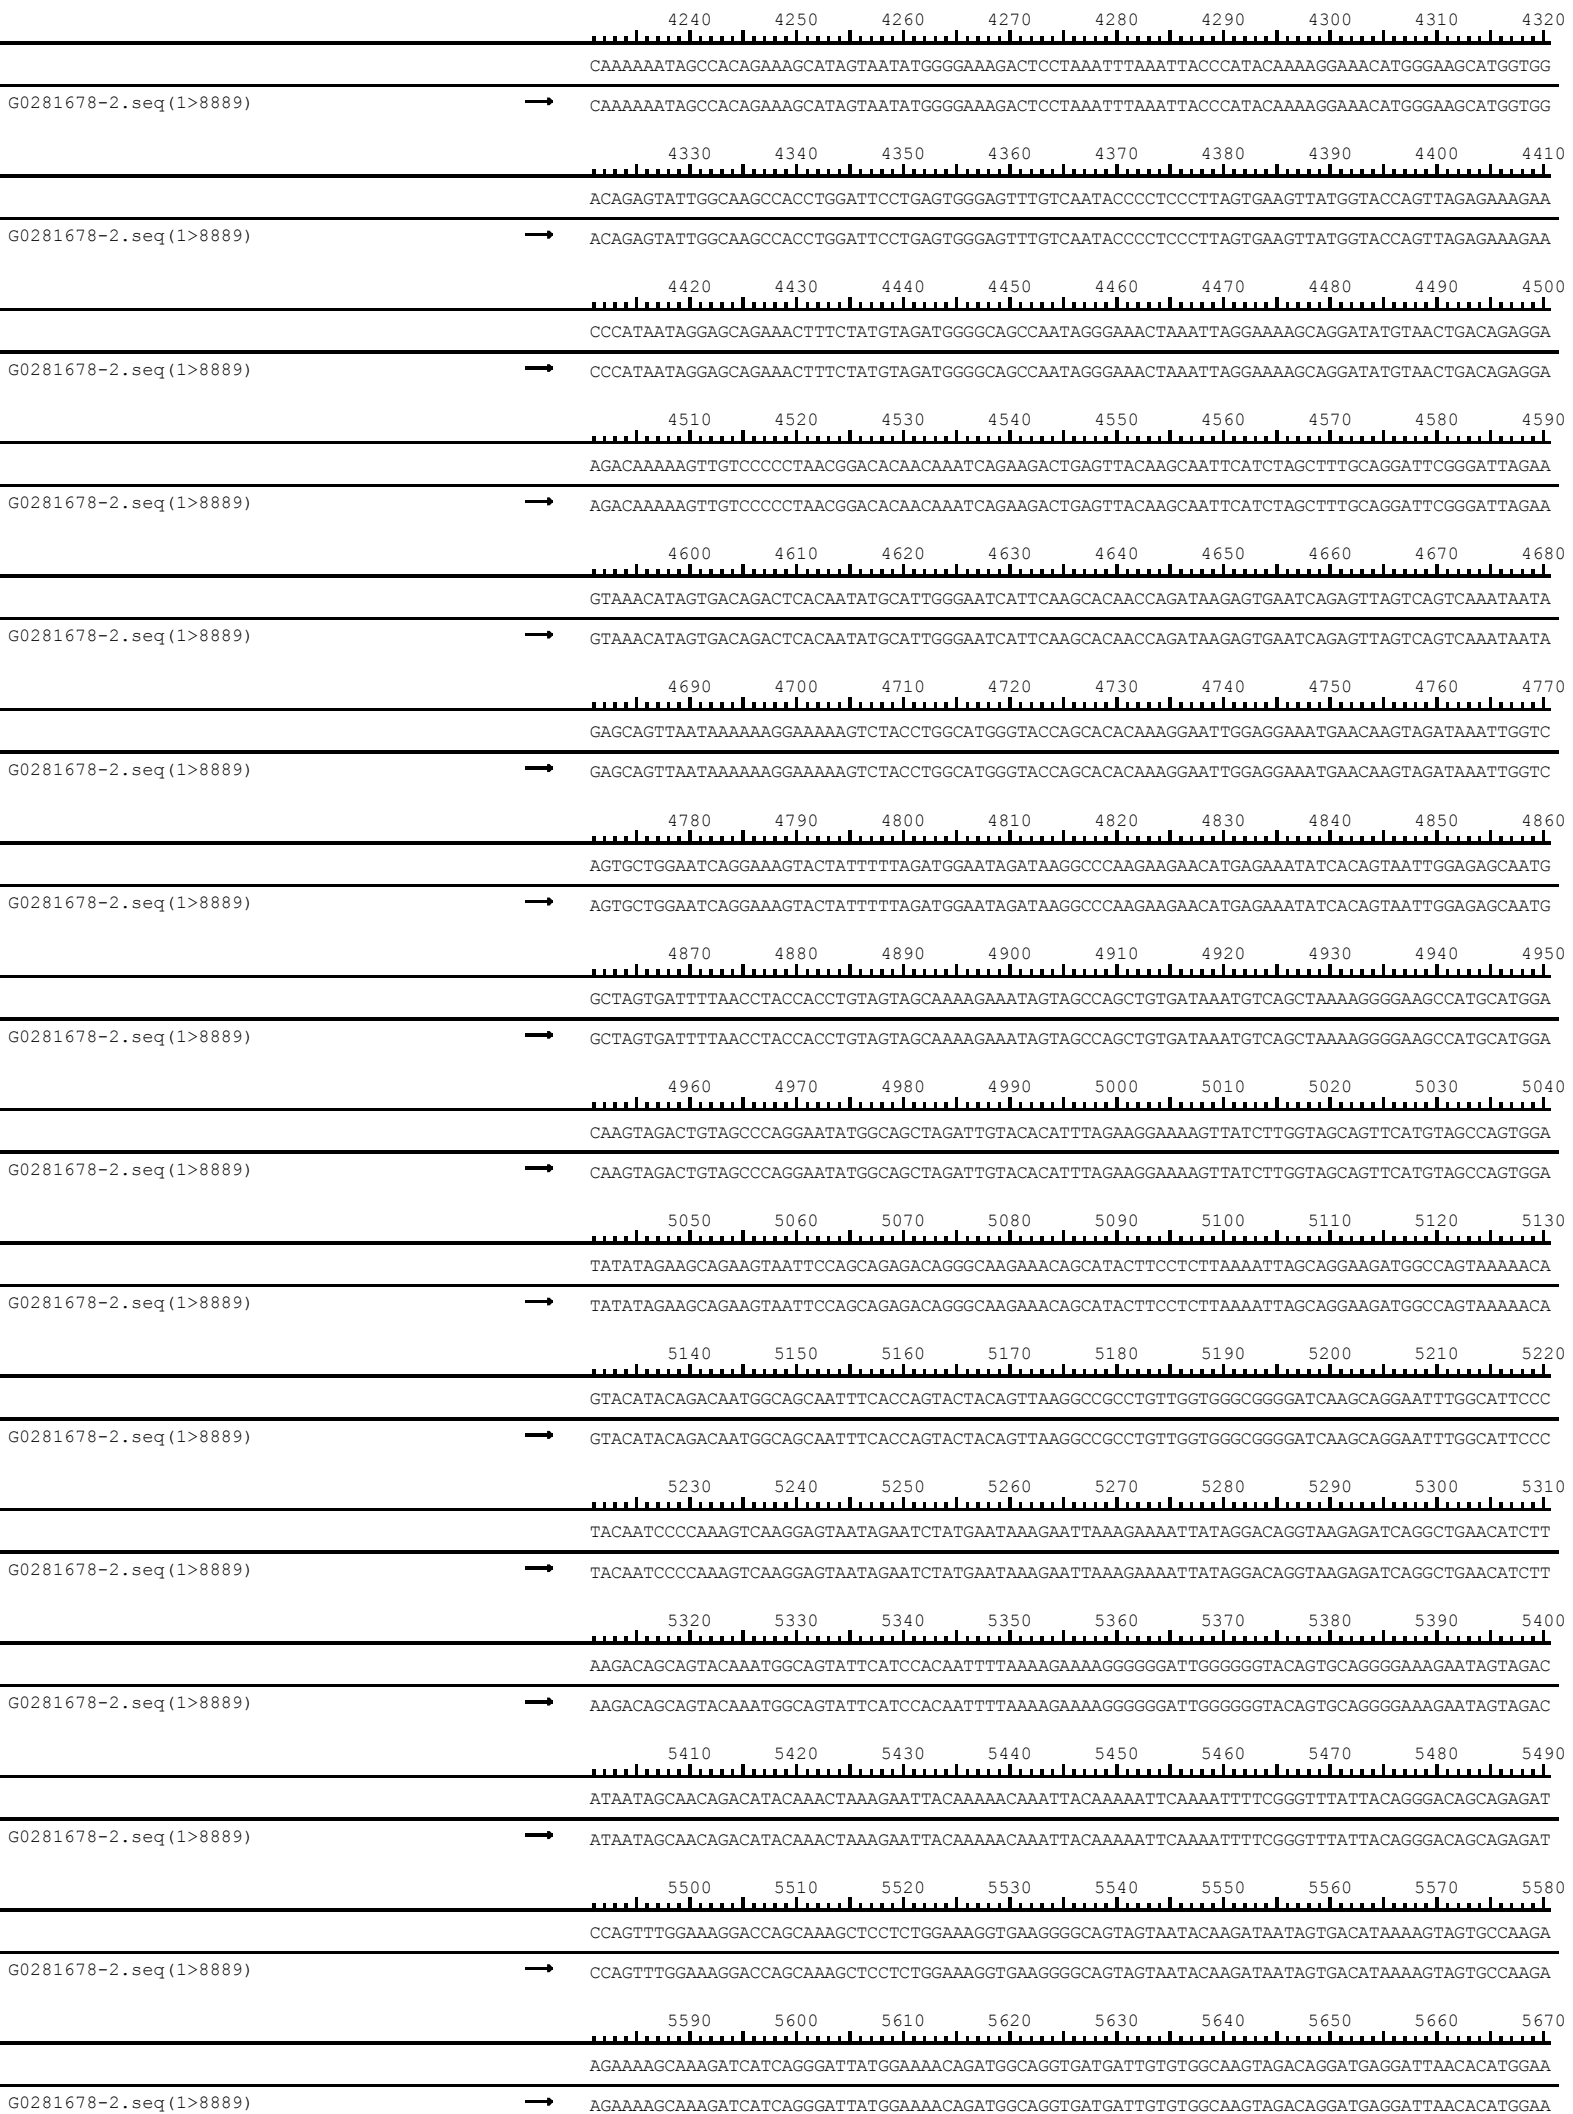 4240 4250 4260 4270 4280 4290 4300 4310 4320
CAAAAAATAGCCACAGAAAGCATAGTAATATGGGGAAAGACTCCTAAATTTAAATTACCCATACAAAAGGAAACATGGGAAGCATGGTGG
G0281678-2.seq(1>8889) → CAAAAAATAGCCACAGAAAGCATAGTAATATGGGGAAAGACTCCTAAATTTAAATTACCCATACAAAAGGAAACATGGGAAGCATGGTGG
4330 4340 4350 4360 4370 4380 4390 4400 4410
ACAGAGTATTGGCAAGCCACCTGGATTCCTGAGTGGGAGTTTGTCAATACCCCTCCCTTAGTGAAGTTATGGTACCAGTTAGAGAAAGAA
G0281678-2.seq(1>8889) → ACAGAGTATTGGCAAGCCACCTGGATTCCTGAGTGGGAGTTTGTCAATACCCCTCCCTTAGTGAAGTTATGGTACCAGTTAGAGAAAGAA
4420 4430 4440 4450 4460 4470 4480 4490 4500
CCCATAATAGGAGCAGAAACTTTCTATGTAGATGGGGCAGCCAATAGGGAAACTAAATTAGGAAAAGCAGGATATGTAACTGACAGAGGA
G0281678-2.seq(1>8889) → CCCATAATAGGAGCAGAAACTTTCTATGTAGATGGGGCAGCCAATAGGGAAACTAAATTAGGAAAAGCAGGATATGTAACTGACAGAGGA
4510 4520 4530 4540 4550 4560 4570 4580 4590
AGACAAAAAGTTGTCCCCCTAACGGACACAACAAATCAGAAGACTGAGTTACAAGCAATTCATCTAGCTTTGCAGGATTCGGGATTAGAA
G0281678-2.seq(1>8889) → AGACAAAAAGTTGTCCCCCTAACGGACACAACAAATCAGAAGACTGAGTTACAAGCAATTCATCTAGCTTTGCAGGATTCGGGATTAGAA
4600 4610 4620 4630 4640 4650 4660 4670 4680
GTAAACATAGTGACAGACTCACAATATGCATTGGGAATCATTCAAGCACAACCAGATAAGAGTGAATCAGAGTTAGTCAGTCAAATAATA
G0281678-2.seq(1>8889) → GTAAACATAGTGACAGACTCACAATATGCATTGGGAATCATTCAAGCACAACCAGATAAGAGTGAATCAGAGTTAGTCAGTCAAATAATA
4690 4700 4710 4720 4730 4740 4750 4760 4770
GAGCAGTTAATAAAAAAGGAAAAAGTCTACCTGGCATGGGTACCAGCACACAAAGGAATTGGAGGAAATGAACAAGTAGATAAATTGGTC
G0281678-2.seq(1>8889) → GAGCAGTTAATAAAAAAGGAAAAAGTCTACCTGGCATGGGTACCAGCACACAAAGGAATTGGAGGAAATGAACAAGTAGATAAATTGGTC
4780 4790 4800 4810 4820 4830 4840 4850 4860
AGTGCTGGAATCAGGAAAGTACTATTTTTAGATGGAATAGATAAGGCCCAAGAAGAACATGAGAAATATCACAGTAATTGGAGAGCAATG
G0281678-2.seq(1>8889) → AGTGCTGGAATCAGGAAAGTACTATTTTTAGATGGAATAGATAAGGCCCAAGAAGAACATGAGAAATATCACAGTAATTGGAGAGCAATG
4870 4880 4890 4900 4910 4920 4930 4940 4950
GCTAGTGATTTTAACCTACCACCTGTAGTAGCAAAAGAAATAGTAGCCAGCTGTGATAAATGTCAGCTAAAAGGGGAAGCCATGCATGGA
G0281678-2.seq(1>8889) → GCTAGTGATTTTAACCTACCACCTGTAGTAGCAAAAGAAATAGTAGCCAGCTGTGATAAATGTCAGCTAAAAGGGGAAGCCATGCATGGA
4960 4970 4980 4990 5000 5010 5020 5030 5040
CAAGTAGACTGTAGCCCAGGAATATGGCAGCTAGATTGTACACATTTAGAAGGAAAAGTTATCTTGGTAGCAGTTCATGTAGCCAGTGGA
G0281678-2.seq(1>8889) → CAAGTAGACTGTAGCCCAGGAATATGGCAGCTAGATTGTACACATTTAGAAGGAAAAGTTATCTTGGTAGCAGTTCATGTAGCCAGTGGA
5050 5060 5070 5080 5090 5100 5110 5120 5130
TATATAGAAGCAGAAGTAATTCCAGCAGAGACAGGGCAAGAAACAGCATACTTCCTCTTAAAATTAGCAGGAAGATGGCCAGTAAAAACA
G0281678-2.seq(1>8889) → TATATAGAAGCAGAAGTAATTCCAGCAGAGACAGGGCAAGAAACAGCATACTTCCTCTTAAAATTAGCAGGAAGATGGCCAGTAAAAACA
5140 5150 5160 5170 5180 5190 5200 5210 5220
GTACATACAGACAATGGCAGCAATTTCACCAGTACTACAGTTAAGGCCGCCTGTTGGTGGGCGGGGATCAAGCAGGAATTTGGCATTCCC
G0281678-2.seq(1>8889) → GTACATACAGACAATGGCAGCAATTTCACCAGTACTACAGTTAAGGCCGCCTGTTGGTGGGCGGGGATCAAGCAGGAATTTGGCATTCCC
5230 5240 5250 5260 5270 5280 5290 5300 5310
TACAATCCCCAAAGTCAAGGAGTAATAGAATCTATGAATAAAGAATTAAAGAAAATTATAGGACAGGTAAGAGATCAGGCTGAACATCTT
G0281678-2.seq(1>8889) → TACAATCCCCAAAGTCAAGGAGTAATAGAATCTATGAATAAAGAATTAAAGAAAATTATAGGACAGGTAAGAGATCAGGCTGAACATCTT
5320 5330 5340 5350 5360 5370 5380 5390 5400
AAGACAGCAGTACAAATGGCAGTATTCATCCACAATTTTAAAAGAAAAGGGGGGATTGGGGGGTACAGTGCAGGGGAAAGAATAGTAGAC
G0281678-2.seq(1>8889) → AAGACAGCAGTACAAATGGCAGTATTCATCCACAATTTTAAAAGAAAAGGGGGGATTGGGGGGTACAGTGCAGGGGAAAGAATAGTAGAC
5410 5420 5430 5440 5450 5460 5470 5480 5490
ATAATAGCAACAGACATACAAACTAAAGAATTACAAAAACAAATTACAAAAATTCAAAATTTTCGGGTTTATTACAGGGACAGCAGAGAT
G0281678-2.seq(1>8889) → ATAATAGCAACAGACATACAAACTAAAGAATTACAAAAACAAATTACAAAAATTCAAAATTTTCGGGTTTATTACAGGGACAGCAGAGAT
5500 5510 5520 5530 5540 5550 5560 5570 5580
CCAGTTTGGAAAGGACCAGCAAAGCTCCTCTGGAAAGGTGAAGGGGCAGTAGTAATACAAGATAATAGTGACATAAAAGTAGTGCCAAGA
G0281678-2.seq(1>8889) → CCAGTTTGGAAAGGACCAGCAAAGCTCCTCTGGAAAGGTGAAGGGGCAGTAGTAATACAAGATAATAGTGACATAAAAGTAGTGCCAAGA
5590 5600 5610 5620 5630 5640 5650 5660 5670
AGAAAAGCAAAGATCATCAGGGATTATGGAAAACAGATGGCAGGTGATGATTGTGTGGCAAGTAGACAGGATGAGGATTAACACATGGAA
G0281678-2.seq(1>8889) → AGAAAAGCAAAGATCATCAGGGATTATGGAAAACAGATGGCAGGTGATGATTGTGTGGCAAGTAGACAGGATGAGGATTAACACATGGAA